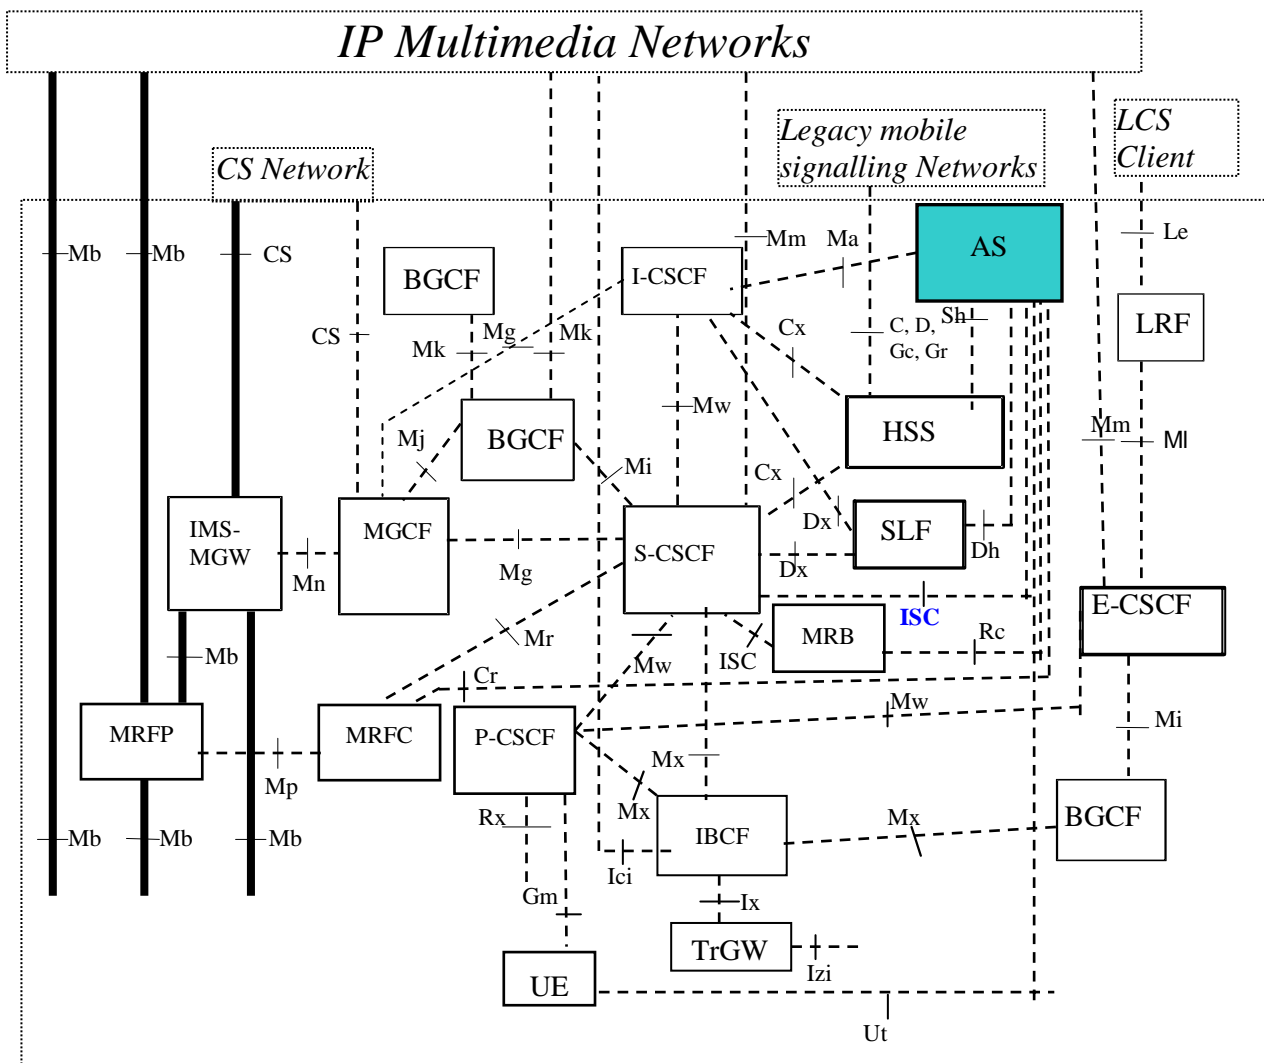 IP Multimedia Networks
Legacy mobile
signalling Networks
LCS
Client
CS Network
Mb
Mb
CS
BGCF
I-CSCF
Mm
Ma
AS
Le
CS
Mk
Mg
Mk
Cx
C, D,
Gc, Gr
Sh
LRF
Mj
BGCF
Mi
Mw
HSS
Mm
Ml
Cx
IMS-
MGW
MGCF
Mn
Mg
S-CSCF
Dx
Dx
SLF
Dh
ISC
E-CSCF
Mb
Mr
Mw
ISC
MRB
Rc
Cr
Mw
Mi
MRFP
Mp
MRFC
P-CSCF
Mx
Mx
Mb
Mb
Mb
Rx
IBCF
Mx
BGCF
Ici
Gm
Ix
TrGW
Izi
UE
Ut